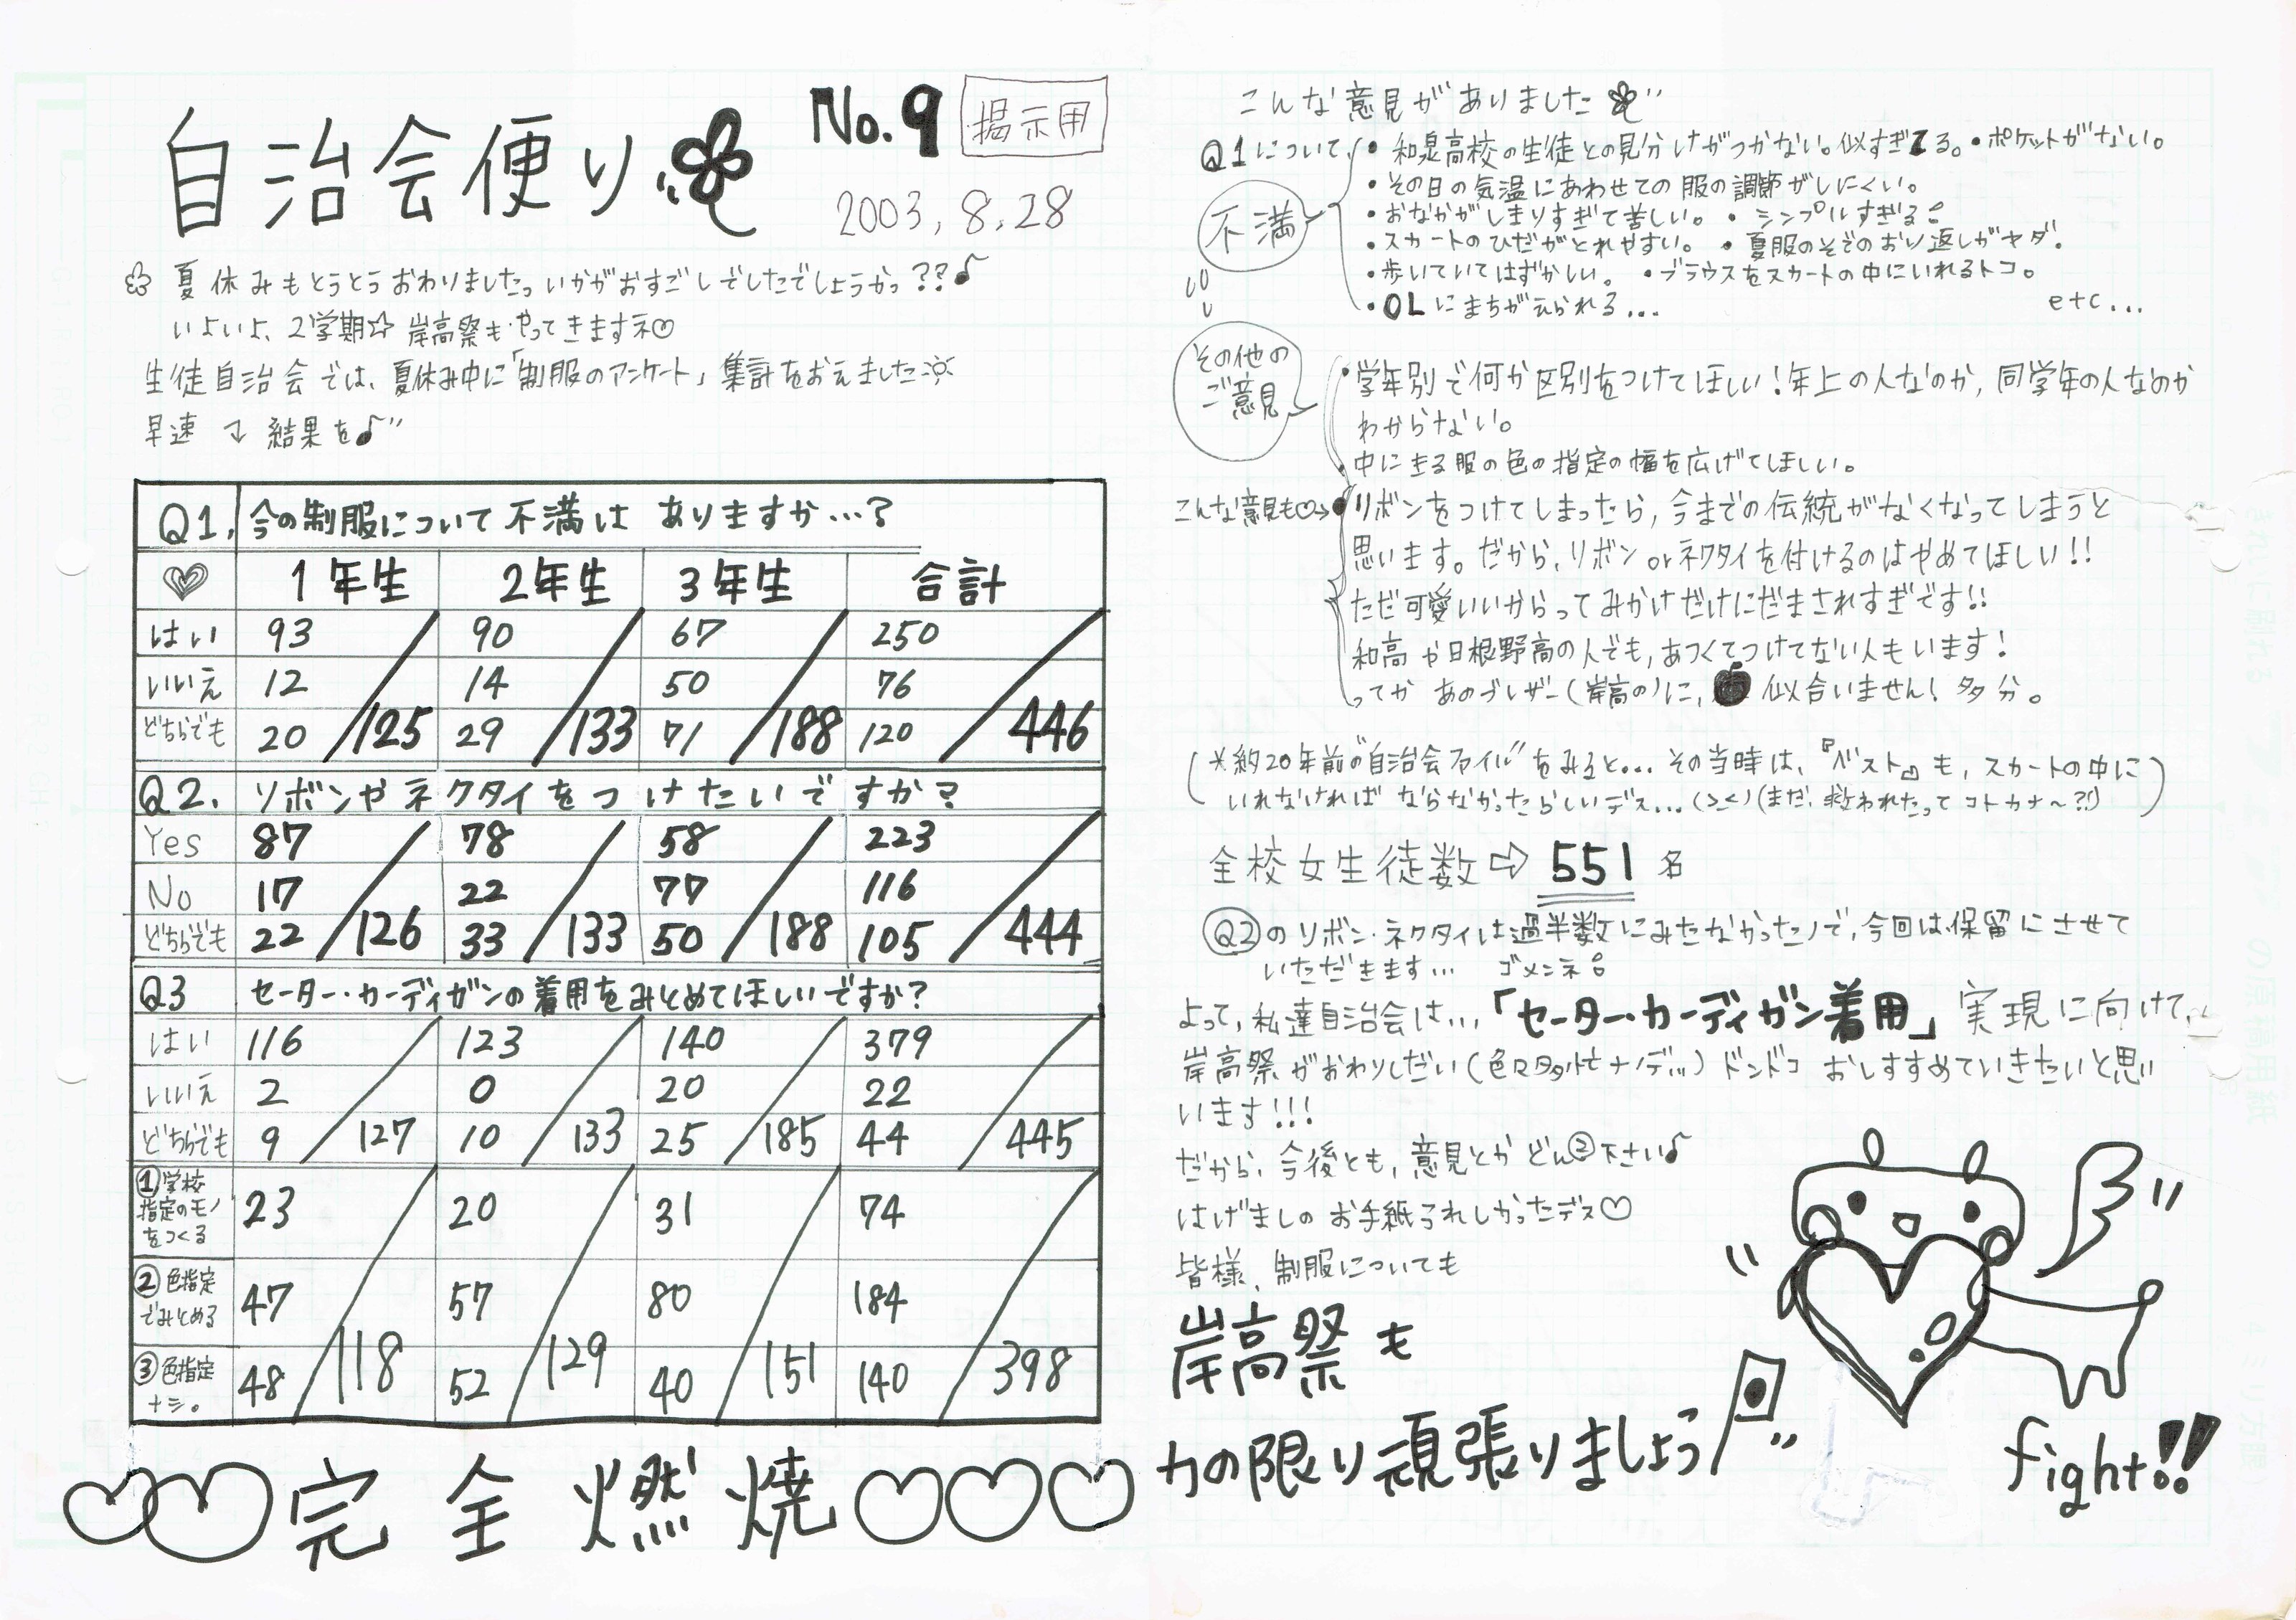 自治会便り
No.9 掲示用
2003,8,28
夏休みもとうとうおわりましたっいかがおすごしでしたでしょうかっ??♪
いよいよ、2学期☆ 岸高祭もやってきますネ♡
生徒自治会では、夏休み中に「制服のアンケート」集計をおえました
早速 ↴ 結果を♪"
Q1. 今の制服について不満は ありますか…?
1年生 2年生 3年生 合計
はい 93 90 67 250
いいえ 12 14 50 76
どちらでも 20 /125 29 /133 71 /188 120 /446
Q2. リボンやネクタイをつけたいですか?
Yes 87 78 58 223
No 17 22 77 116
どちらでも 22 /126 33 /133 50 /188 105 /444
Q3 セーター・カーディガンの着用をみとめてほしいですか?
はい 116 123 140 379
いいえ 2 0 20 22
どちらでも 9 /127 10 /133 25 /185 44 /445
①学校
指定のモノ
をつくる 23 20 31 74
②色指定
でみとめる 47 57 80 184
③色指定
ナシ。 48 /118 52 /129 40 /151 140 /398
完全燃焼
こんな意見がありました
Q1について、
不満
・和泉高校の生徒との見分けがつかない。似すぎてる。・ポケットがない。
・その日の気温にあわせての服の調節がしにくい。
・おなかがしまりすぎて苦しい。 ・シンプルすぎる!
・スカートのひだがとれやすい。 ・夏服のそでのおり返しがヤダ。
・歩いていてはずかしい。 ・ブラウスをスカートの中にいれるトコ。
・OLにまちがえられる... etc...
その他の
ご意見
・学年別で何か区別をつけてほしい!年上の人なのか,同学年の人なのか
わからない。
・中にきる服の色の指定の幅を広げてほしい。
こんな意見も♡→
・リボンをつけてしまったら,今までの伝統がなくなってしまうと
思います。だから,リボンorネクタイを付けるのはやめてほしい!!
ただ可愛いいからってみかけだけにだまされすぎです!!
和高や日根野高の人でも,あつくてつけてない人もいます!
ってか あのブレザー(岸高の)に, 似合いません! 多分。
(*約20年前の"自治会ファイル"をみると... その当時は、『ベスト』も,スカートの中に
いれなければ ならなかったらしいデス...(>_<)(まだ、救われたって コトカナ〜?!))
全校女生徒数⇨ 551名
Q2のリボン・ネクタイは過半数にみたなかったノで,今回は保留にさせて
いただきます... ゴメンネ!
よって,私達自治会は...「セーター・カーディガン着用」実現に向けて、
岸高祭がおわりしだい ドンドコ おしすすめていきたいと思い
います!!!
だから、今後とも,意見とか どん②下さい♪
はげましの お手紙うれしかったデス♡
皆様、制服についても
岸高祭も
力の限り頑張りましょう
fight!!